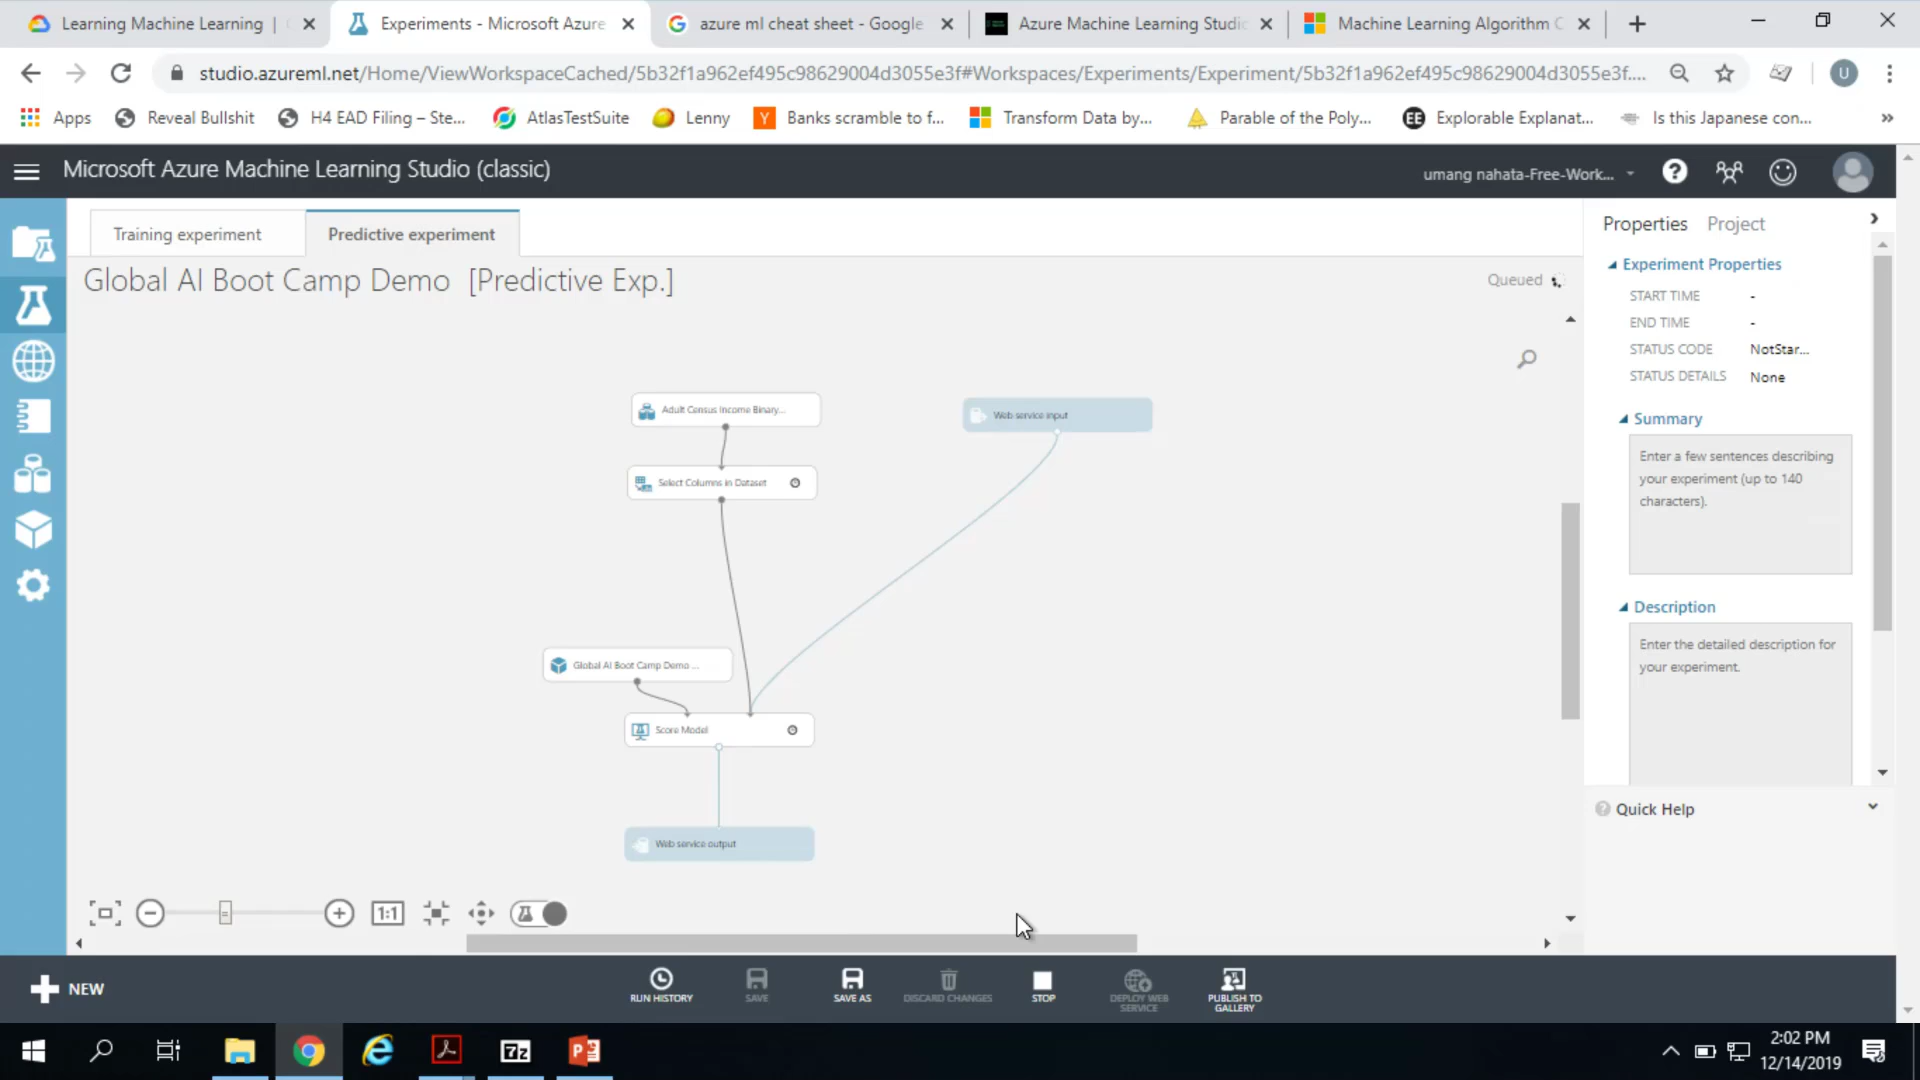 Learning Machine Learning |
Experiments - Microsoft Azure
azure ml cheat sheet - Google
Azure Machine Learning Studio
Machine Learning Algorithm C
studio.azureml.net/Home/ViewWorkspaceCached/5b32f1a962ef495c98629004d3055e3f#Workspaces/Experiments/Experiment/5b32f1a962ef495c98629004d3055e3f....
U
Apps
Reveal Bullshit
H4 EAD Filing – Ste...
AtlasTestSuite
Lenny
Y
Banks scramble to f...
Transform Data by...
Parable of the Poly...
EE
Explorable Explanat...
Is this Japanese con...
»
Microsoft Azure Machine Learning Studio (classic)
umang nahata-Free-Work...
Training experiment
Predictive experiment
Properties
Project
Global AI Boot Camp Demo [Predictive Exp.]
Queued
Experiment Properties
START TIME -
END TIME -
STATUS CODE NotStar...
STATUS DETAILS None
Summary
Enter a few sentences describing
your experiment (up to 140
characters).
Description
Enter the detailed description for
your experiment.
Quick Help
Adult Census Income Binary...
Web service input
Select Columns in Dataset
Global AI Boot Camp Demo ...
Score Model
Web service output
1:1
NEW
RUN HISTORY
SAVE
SAVE AS
DISCARD CHANGES
STOP
DEPLOY WEB
SERVICE
PUBLISH TO
GALLERY
7z
2:02 PM
12/14/2019